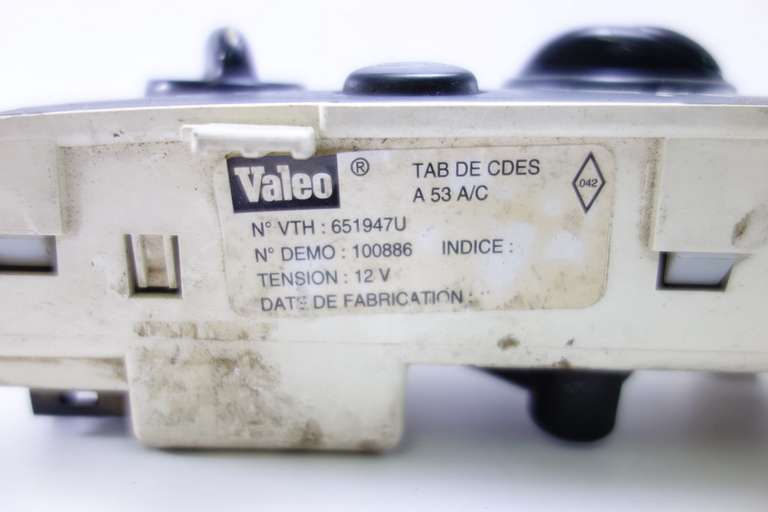 Valeo ® TAB DE CDES
A 53 A/C
.042
N° VTH : 651947U
N° DEMO : 100886 INDICE :
TENSION : 12 V
DATE DE FABRICATION :